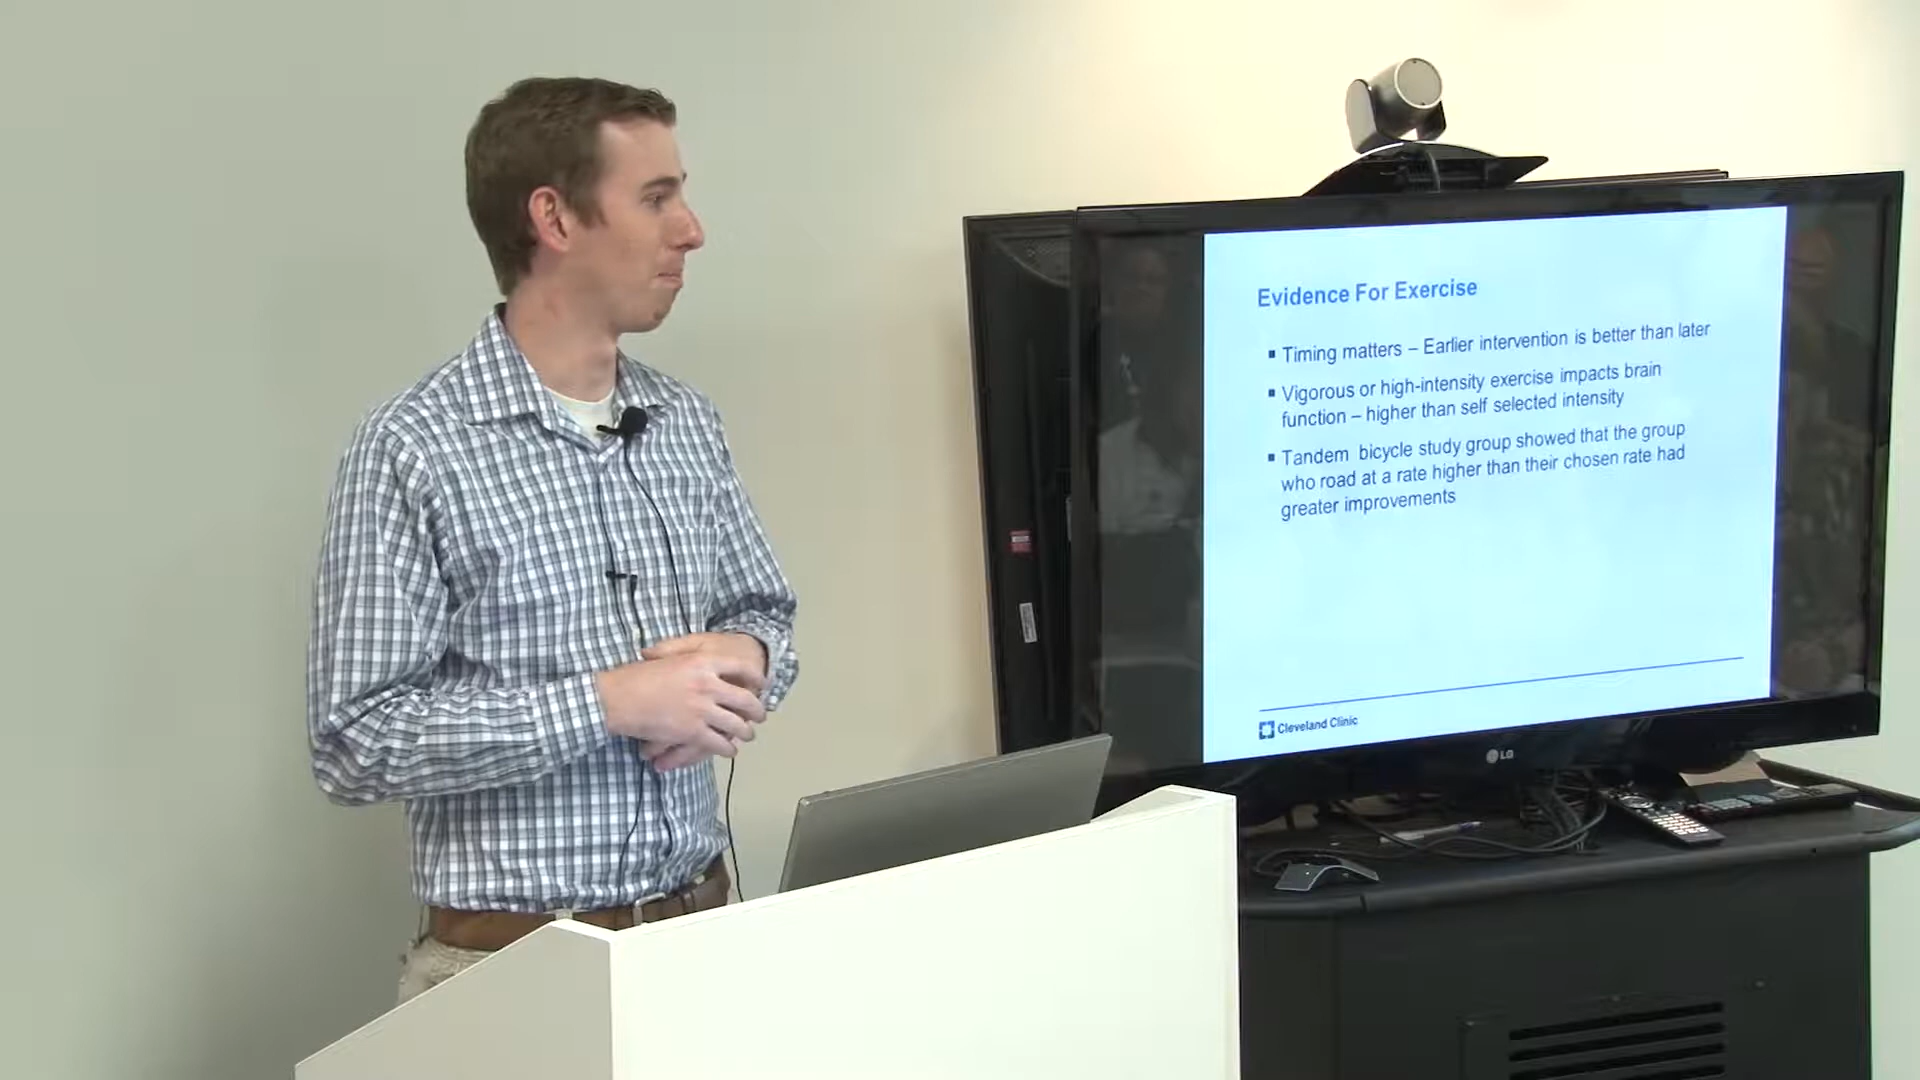 Evidence For Exercise
▪ Timing matters – Earlier intervention is better than later
▪ Vigorous or high-intensity exercise impacts brain
function – higher than self selected intensity
▪ Tandem bicycle study group showed that the group
who road at a rate higher than their chosen rate had
greater improvements
Cleveland Clinic
LG